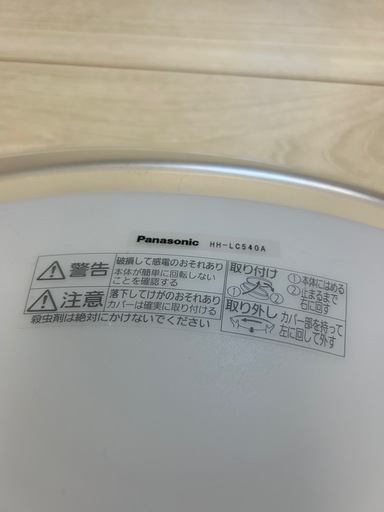 Panasonic HH-LC540A
警告 破損して感電のおそれあり
本体が簡単に回転しない
ことを確認する
注意 落下してけがのおそれあり
カバーは確実に取り付ける
殺虫剤は絶対にかけないでください
取り付け ①本体にはめる
②止まるまで
右に回す
① ②
取り外し カバー部を持って
左に回して外す